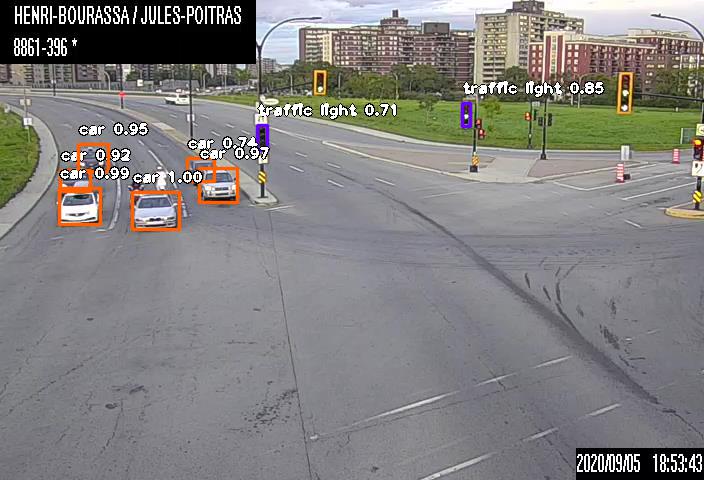 HENRI-BOURASSA / JULES-POITRAS
8861-396 *
traffic light 0.85
traffic light 0.71
car 0.95
car 0.74
car 0.92
car 0.97
car 0.99
car 1.00
2020/09/05 18:53:43